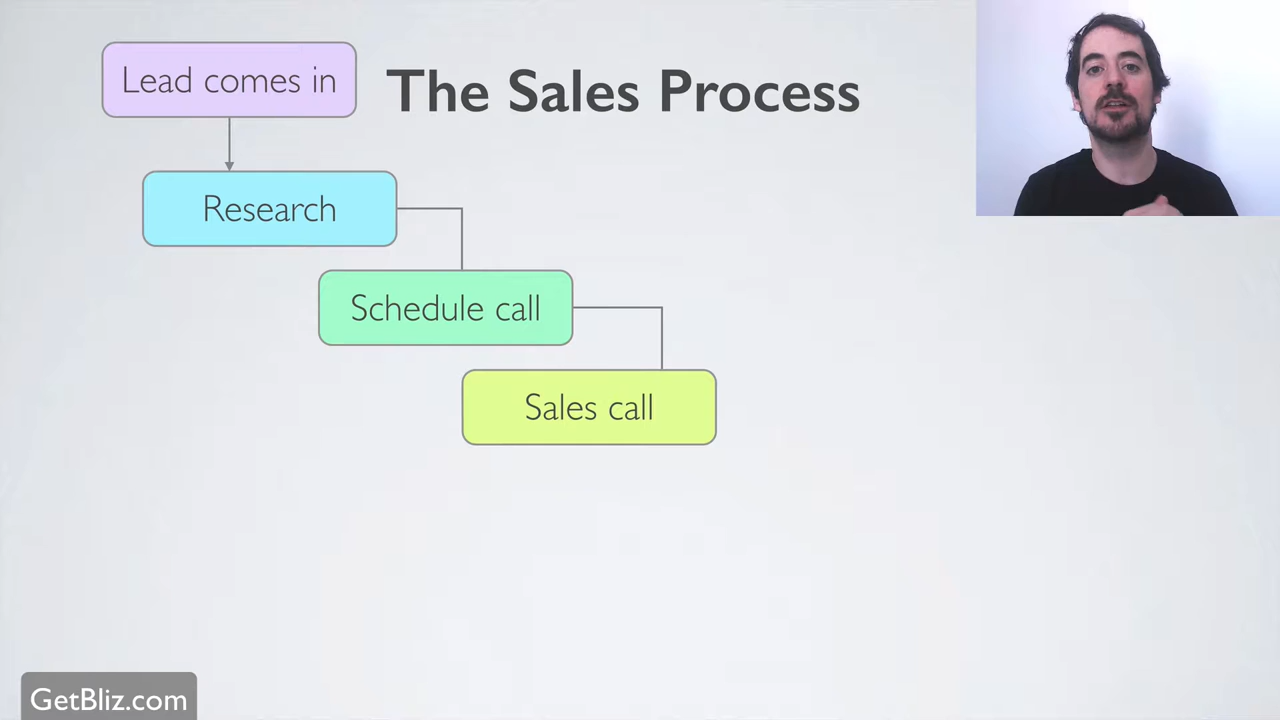 Lead comes in
The Sales Process
Research
Schedule call
Sales call
GetBliz.com